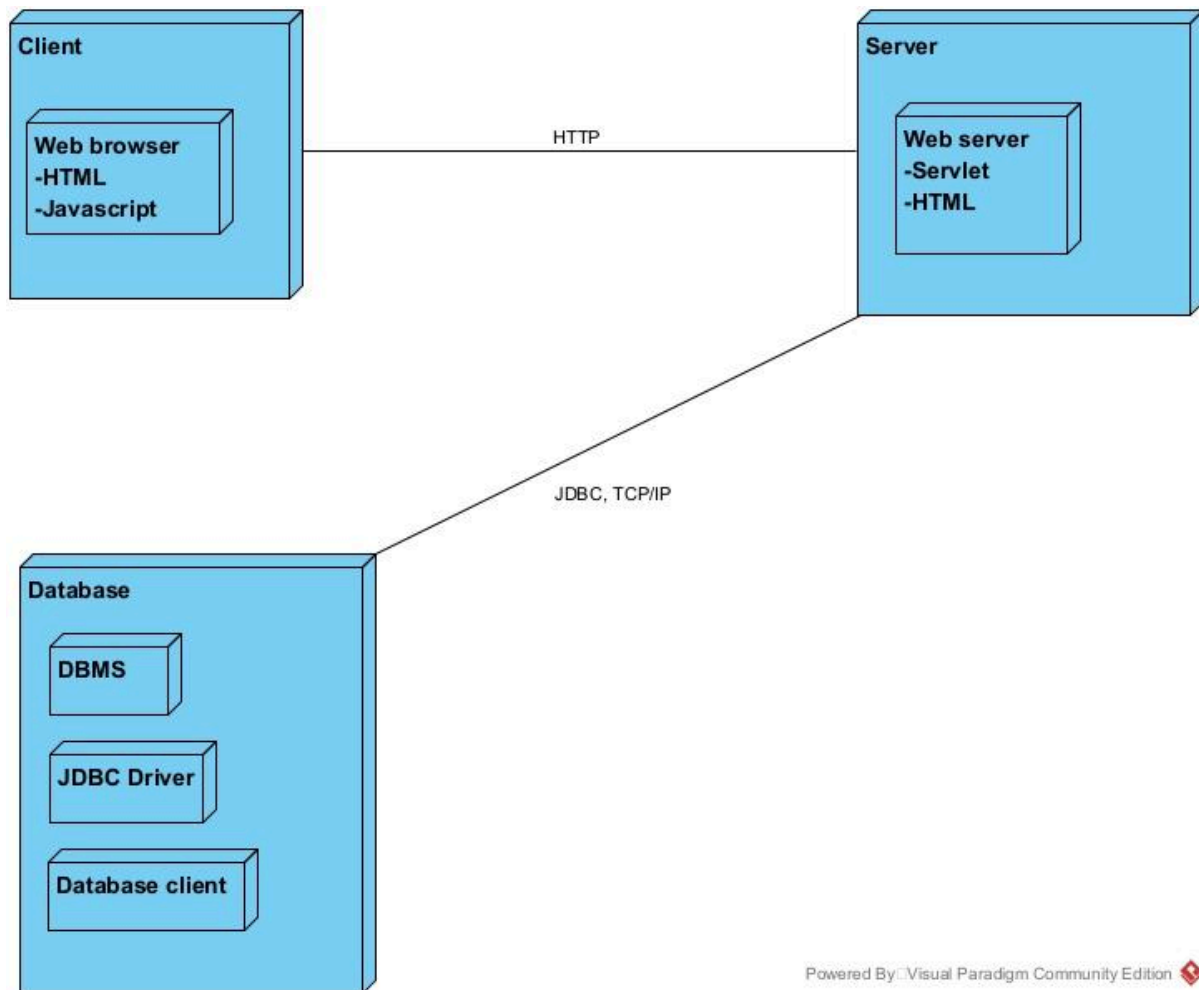 Client
Web browser
-HTML
-Javascript
HTTP
Server
Web server
-Servlet
-HTML
JDBC, TCP/IP
Database
DBMS
JDBC Driver
Database client
Powered By Visual Paradigm Community Edition